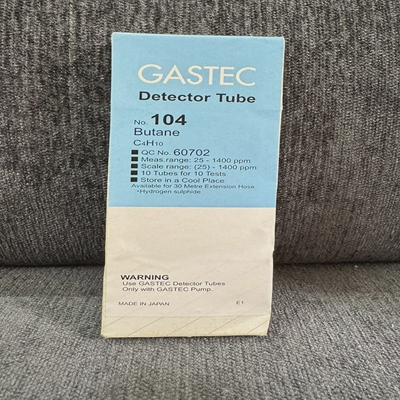 GASTEC
Detector Tube
No. 104
Butane
C4H10
■ QC No. 60702
■ Meas.range: 25 - 1400 ppm
■ Scale range: (25) - 1400 ppm
■ 10 Tubes for 10 Tests
■ Store in a Cool Place
Available for 30 Metre Extension Hose
・Hydrogen sulphide
WARNING
Use GASTEC Detector Tubes
Only with GASTEC Pump.
MADE IN JAPAN E1